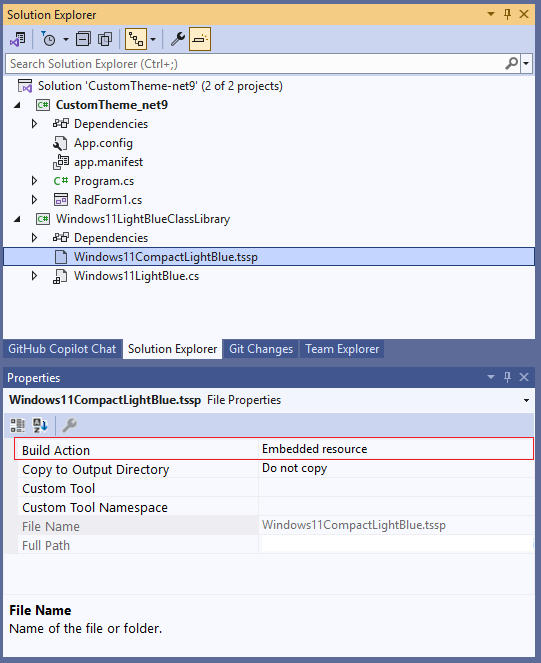 Solution Explorer
Search Solution Explorer (Ctrl+;)
Solution 'CustomTheme-net9' (2 of 2 projects)
C# CustomTheme_net9
Dependencies
App.config
app.manifest
C# Program.cs
RadForm1.cs
C# Windows11LightBlueClassLibrary
Dependencies
Windows11CompactLightBlue.tssp
Windows11LightBlue.cs
GitHub Copilot Chat Solution Explorer Git Changes Team Explorer
Properties
Windows11CompactLightBlue.tssp File Properties
Build Action Embedded resource
Copy to Output Directory Do not copy
Custom Tool
Custom Tool Namespace
File Name Windows11CompactLightBlue.tssp
Full Path
File Name
Name of the file or folder.